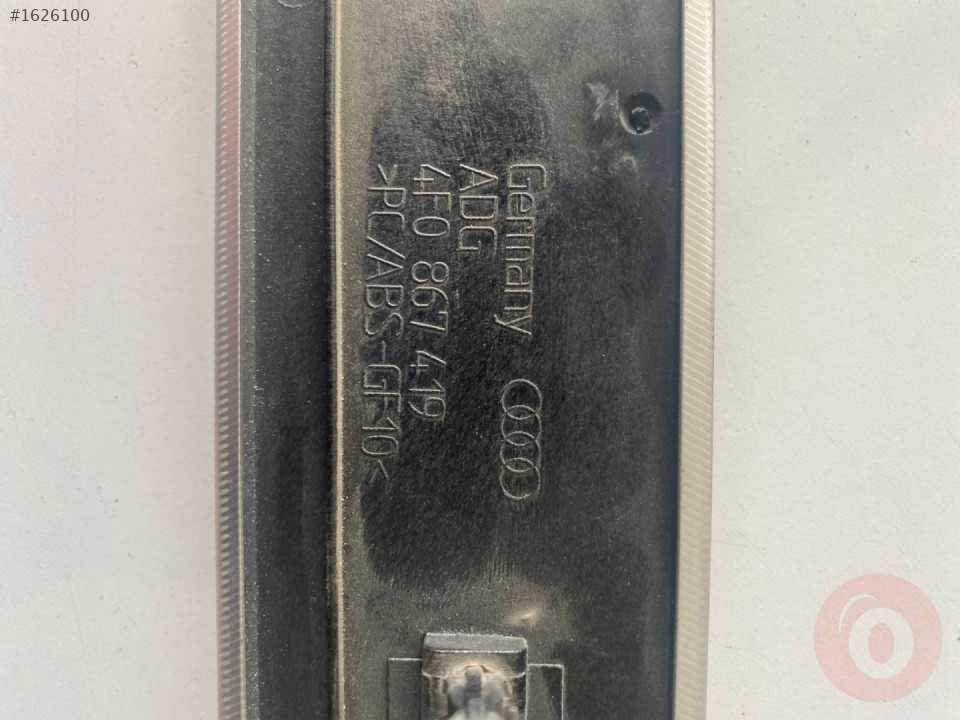 #1626100
Germany
ADG
4F0 867 419
>PC/ABS-GF10<